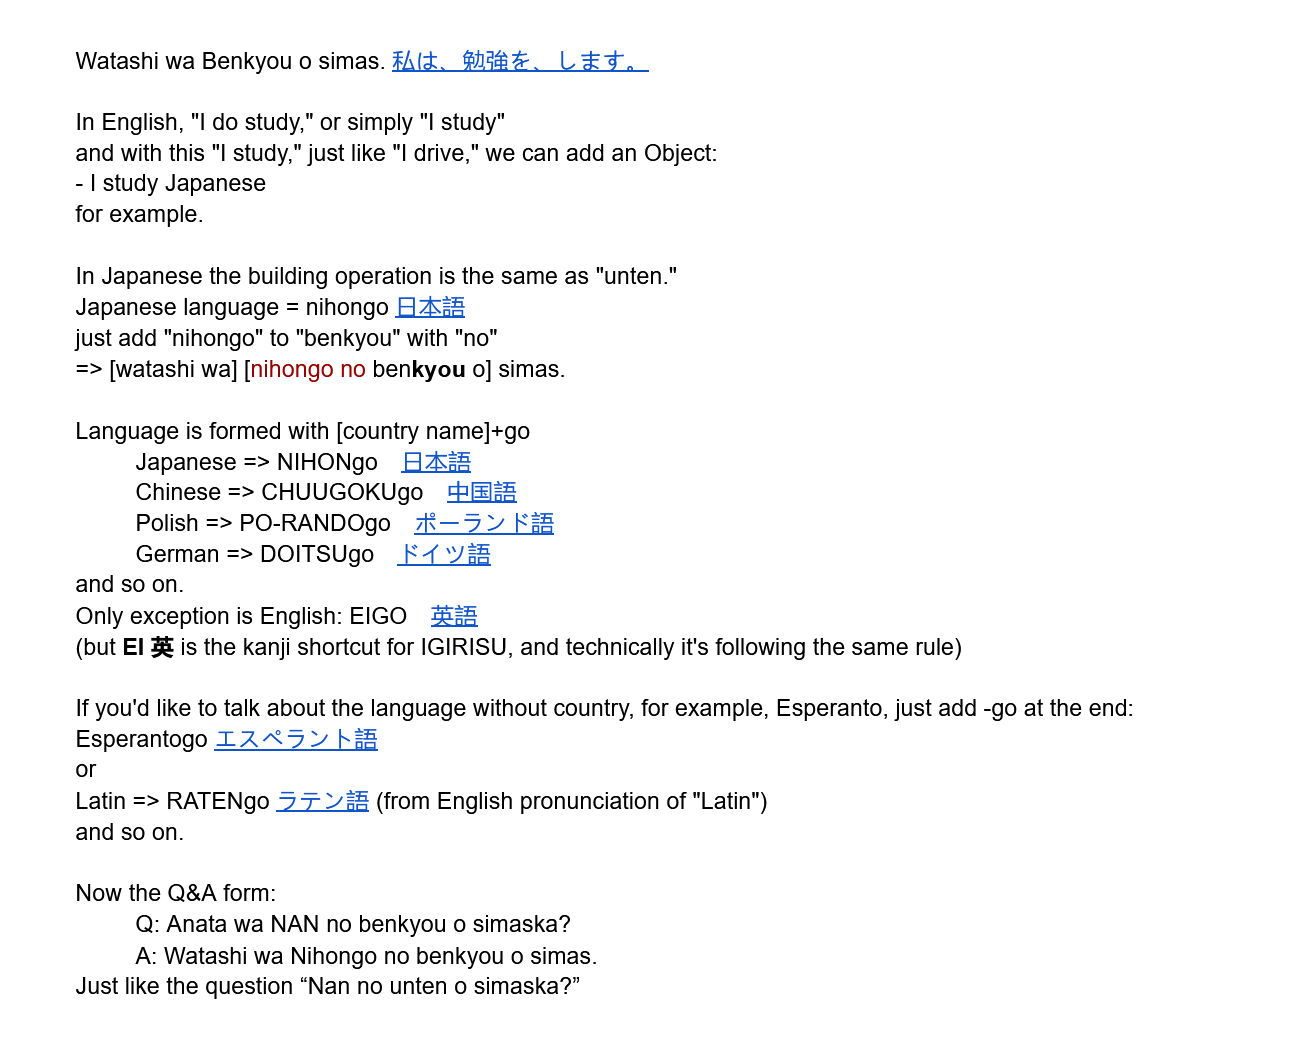 Watashi wa Benkyou o simas. 私は、勉強を、します。
In English, "I do study," or simply "I study"
and with this "I study," just like "I drive," we can add an Object:
- I study Japanese
for example.
In Japanese the building operation is the same as "unten."
Japanese language = nihongo 日本語
just add "nihongo" to "benkyou" with "no"
=> [watashi wa] [nihongo no benkyou o] simas.
Language is formed with [country name]+go
Japanese => NIHONgo 日本語
Chinese => CHUUGOKUgo 中国語
Polish => PO-RANDOgo ポーランド語
German => DOITSUgo ドイツ語
and so on.
Only exception is English: EIGO 英語
(but EI 英 is the kanji shortcut for IGIRISU, and technically it's following the same rule)
If you'd like to talk about the language without country, for example, Esperanto, just add -go at the end:
Esperantogo エスペラント語
or
Latin => RATENgo ラテン語 (from English pronunciation of "Latin")
and so on.
Now the Q&A form:
Q: Anata wa NAN no benkyou o simaska?
A: Watashi wa Nihongo no benkyou o simas.
Just like the question “Nan no unten o simaska?”